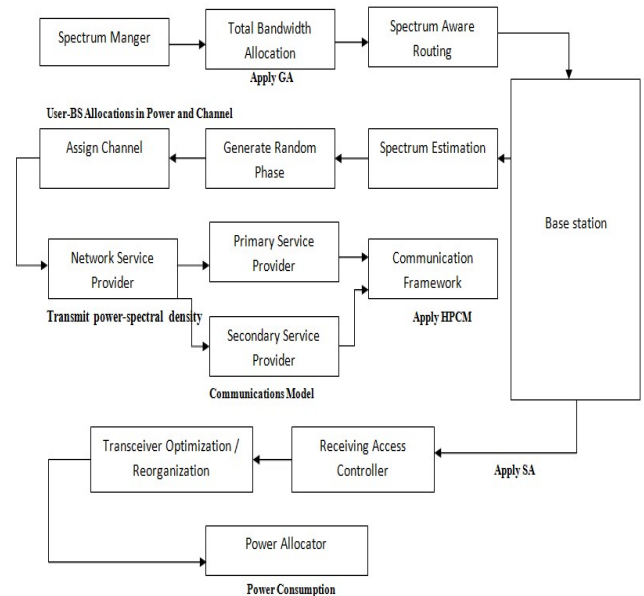 Spectrum Manger
Total Bandwidth
Allocation
Spectrum Aware
Routing
Apply GA
User-BS Allocations in Power and Channel
Assign Channel
Generate Random
Phase
Spectrum Estimation
Base station
Network Service
Provider
Primary Service
Provider
Communication
Framework
Transmit power-spectral density
Apply HPCM
Secondary Service
Provider
Communications Model
Transceiver Optimization /
Reorganization
Receiving Access
Controller
Apply SA
Power Allocator
Power Consumption